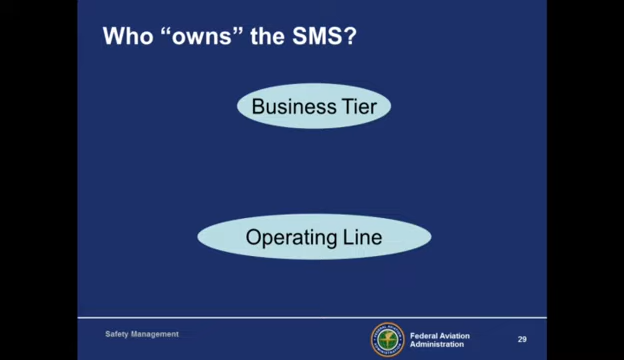 Who “owns” the SMS?
Business Tier
Operating Line
Safety Management
Federal Aviation
Administration
29